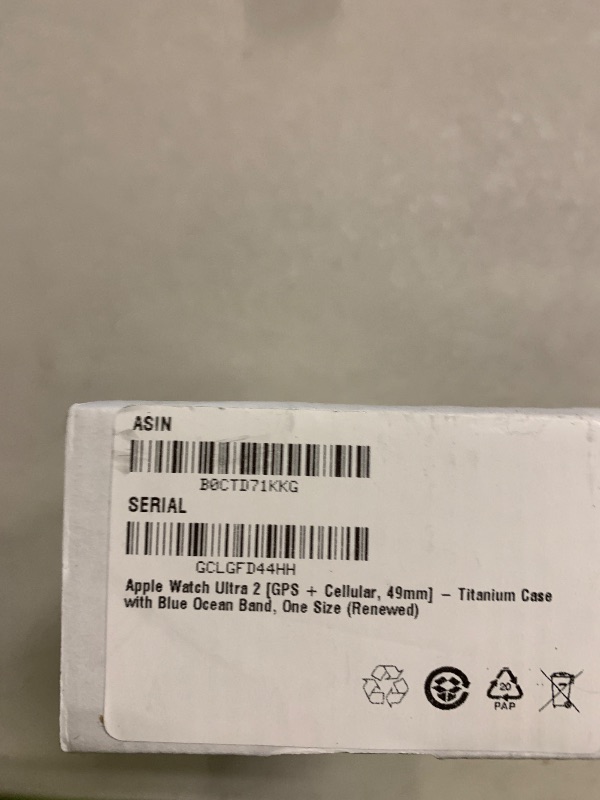 ASIN
B0CTD71KKG
SERIAL
GCLGFD44HH
Apple Watch Ultra 2 [GPS + Cellular, 49mm] – Titanium Case
with Blue Ocean Band, One Size (Renewed)
20
PAP